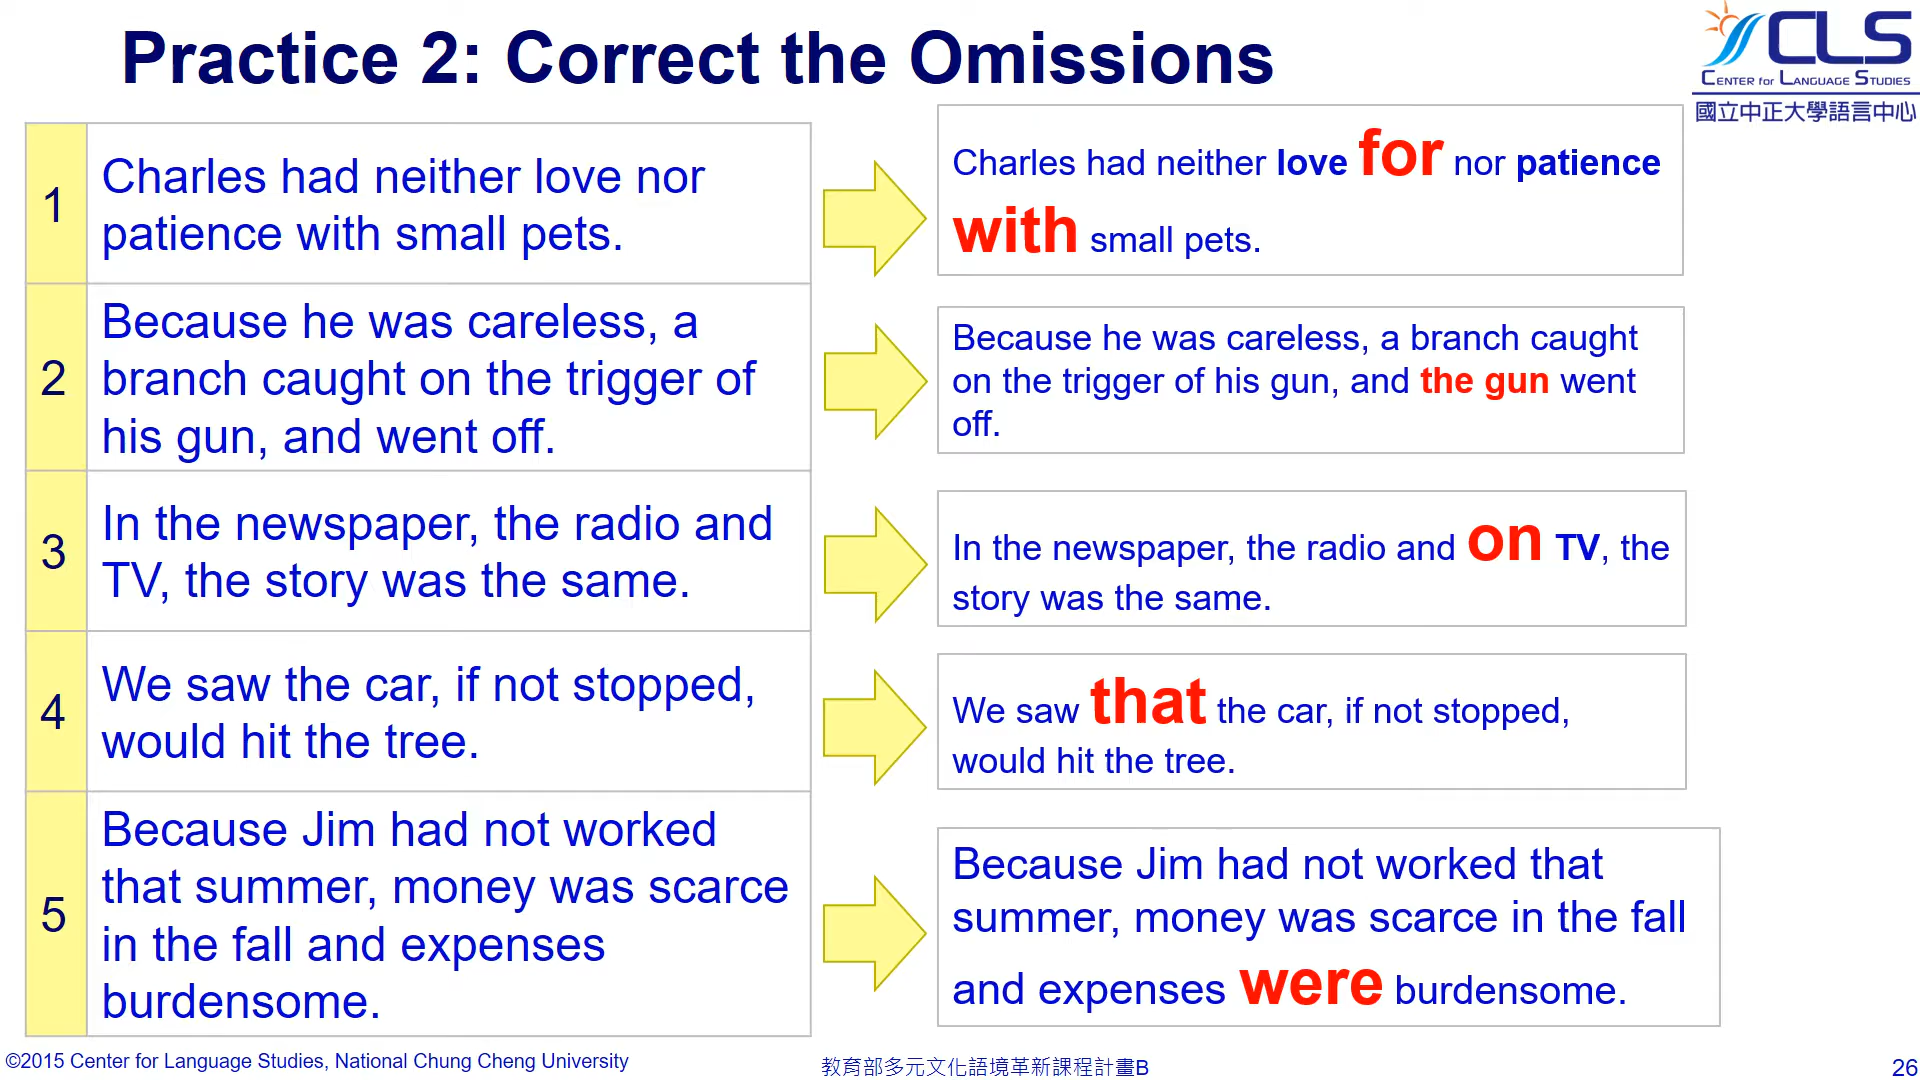 Practice 2: Correct the Omissions
CLS
CENTER for LANGUAGE STUDIES
國立中正大學語言中心
1
Charles had neither love nor
patience with small pets.
Charles had neither love for nor patience
with small pets.
2
Because he was careless, a
branch caught on the trigger of
his gun, and went off.
Because he was careless, a branch caught
on the trigger of his gun, and the gun went
off.
3
In the newspaper, the radio and
TV, the story was the same.
In the newspaper, the radio and on TV, the
story was the same.
4
We saw the car, if not stopped,
would hit the tree.
We saw that the car, if not stopped,
would hit the tree.
5
Because Jim had not worked
that summer, money was scarce
in the fall and expenses
burdensome.
Because Jim had not worked that
summer, money was scarce in the fall
and expenses were burdensome.
©2015 Center for Language Studies, National Chung Cheng University
教育部多元文化語境革新課程計畫B
26